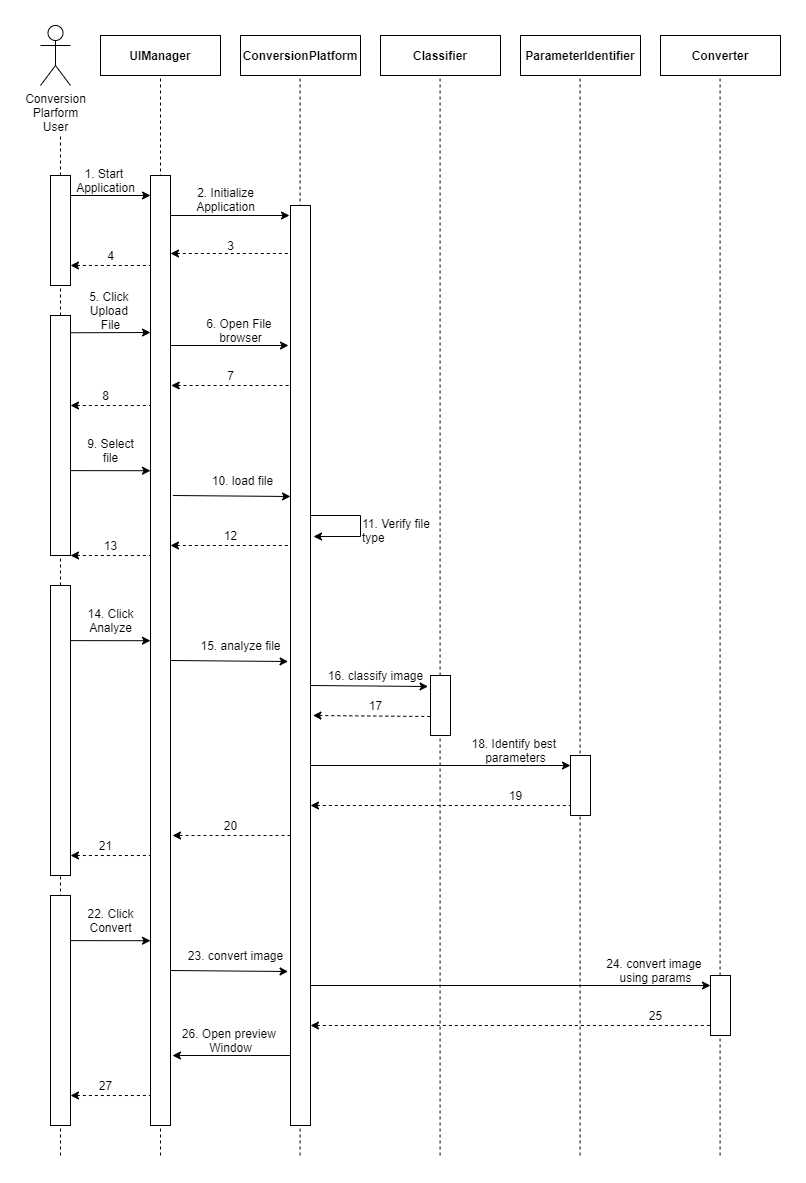 UIManager
ConversionPlatform
Classifier
ParameterIdentifier
Converter
Conversion
Plarform
User
1. Start
Application
2. Initialize
Application
3
4
5. Click
Upload
File
6. Open File
browser
7
8
9. Select
file
10. load file
11. Verify file
type
12
13
14. Click
Analyze
15. analyze file
16. classify image
17
18. Identify best
parameters
19
20
21
22. Click
Convert
23. convert image
24. convert image
using params
25
26. Open preview
Window
27